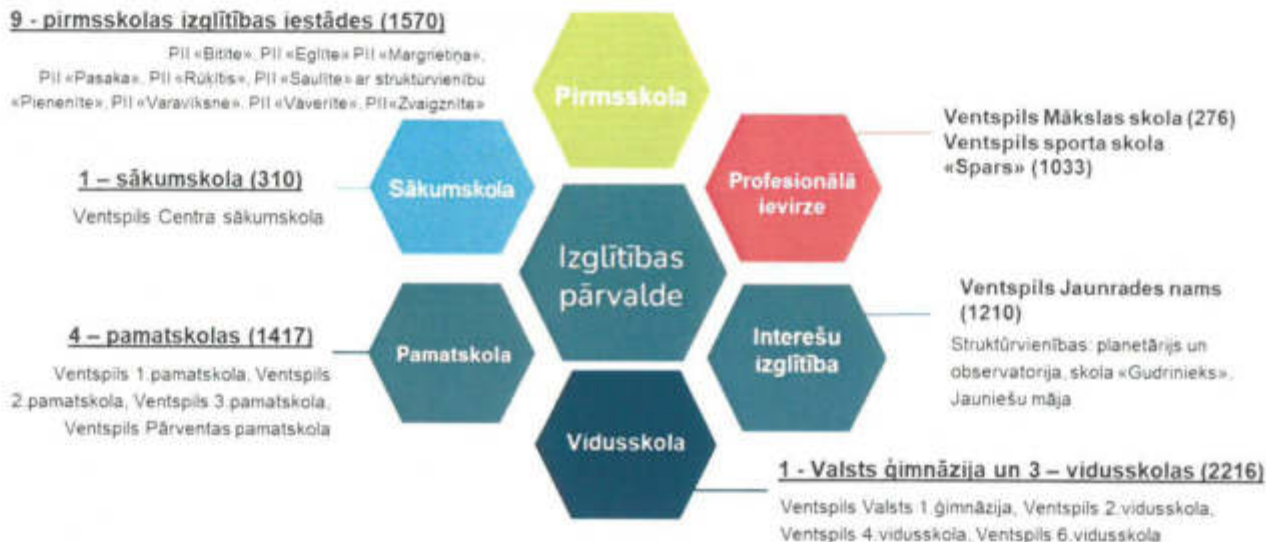 9 - pirmsskolas izglītības iestādes (1570)
PII «Bitīte», PII «Eglīte» PII «Margrietiņa»,
PII «Pasaka», PII «Rūķītis», PII «Saulīte» ar struktūrvienību
«Pienenīte», PII «Varavīksne», PII «Vāverīte», PII «Zvaigznīte»
Pirmsskola
Ventspils Mākslas skola (276)
Ventspils sporta skola
«Spars» (1033)
Profesionālā
ievirze
1 – sākumskola (310)
Ventspils Centra sākumskola
Sākumskola
Izglītības
pārvalde
Ventspils Jaunrades nams
(1210)
Struktūrvienības: planetārijs un
observatorija, skola «Gudrinieks»,
Jauniešu māja
Interešu
izglītība
4 – pamatskolas (1417)
Ventspils 1.pamatskola, Ventspils
2.pamatskola, Ventspils 3.pamatskola,
Ventspils Pārventas pamatskola
Pamatskola
Vidusskola
1 - Valsts ģimnāzija un 3 – vidusskolas (2216)
Ventspils Valsts 1.ģimnāzija, Ventspils 2.vidusskola,
Ventspils 4.vidusskola, Ventspils 6.vidusskola